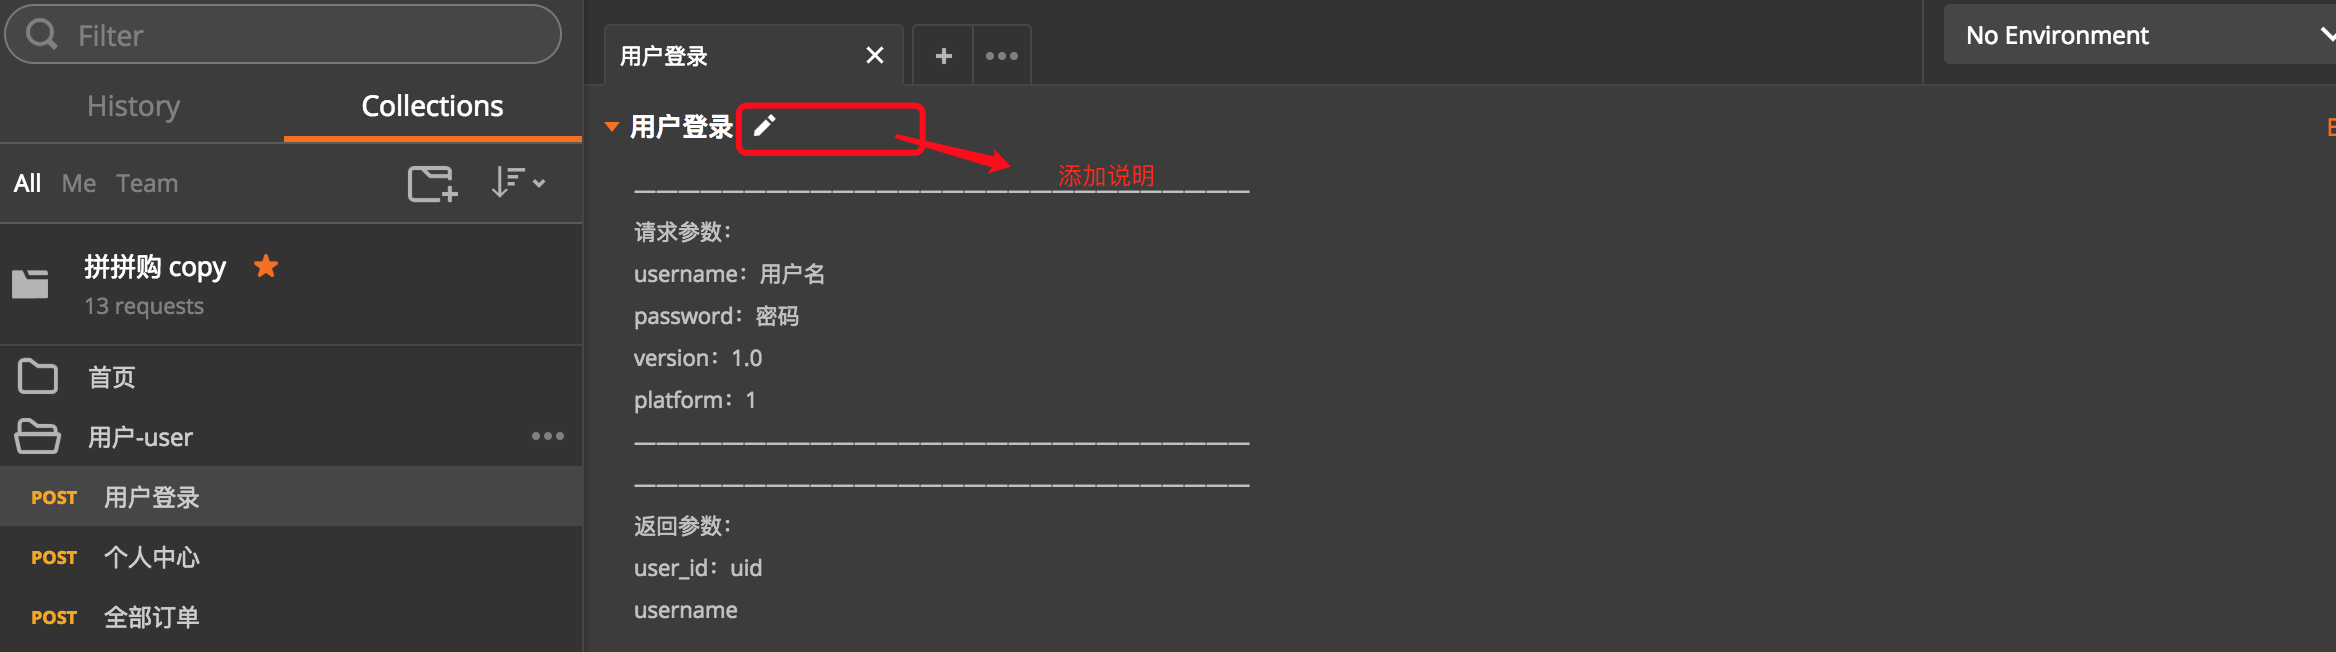 Filter
History
Collections
All Me Team
拼拼购 copy
13 requests
首页
用户-user
POST 用户登录
POST 个人中心
POST 全部订单
用户登录
No Environment
用户登录
添加说明
————————————————————————————
请求参数：
username：用户名
password：密码
version：1.0
platform：1
————————————————————————————
————————————————————————————
返回参数：
user_id：uid
username